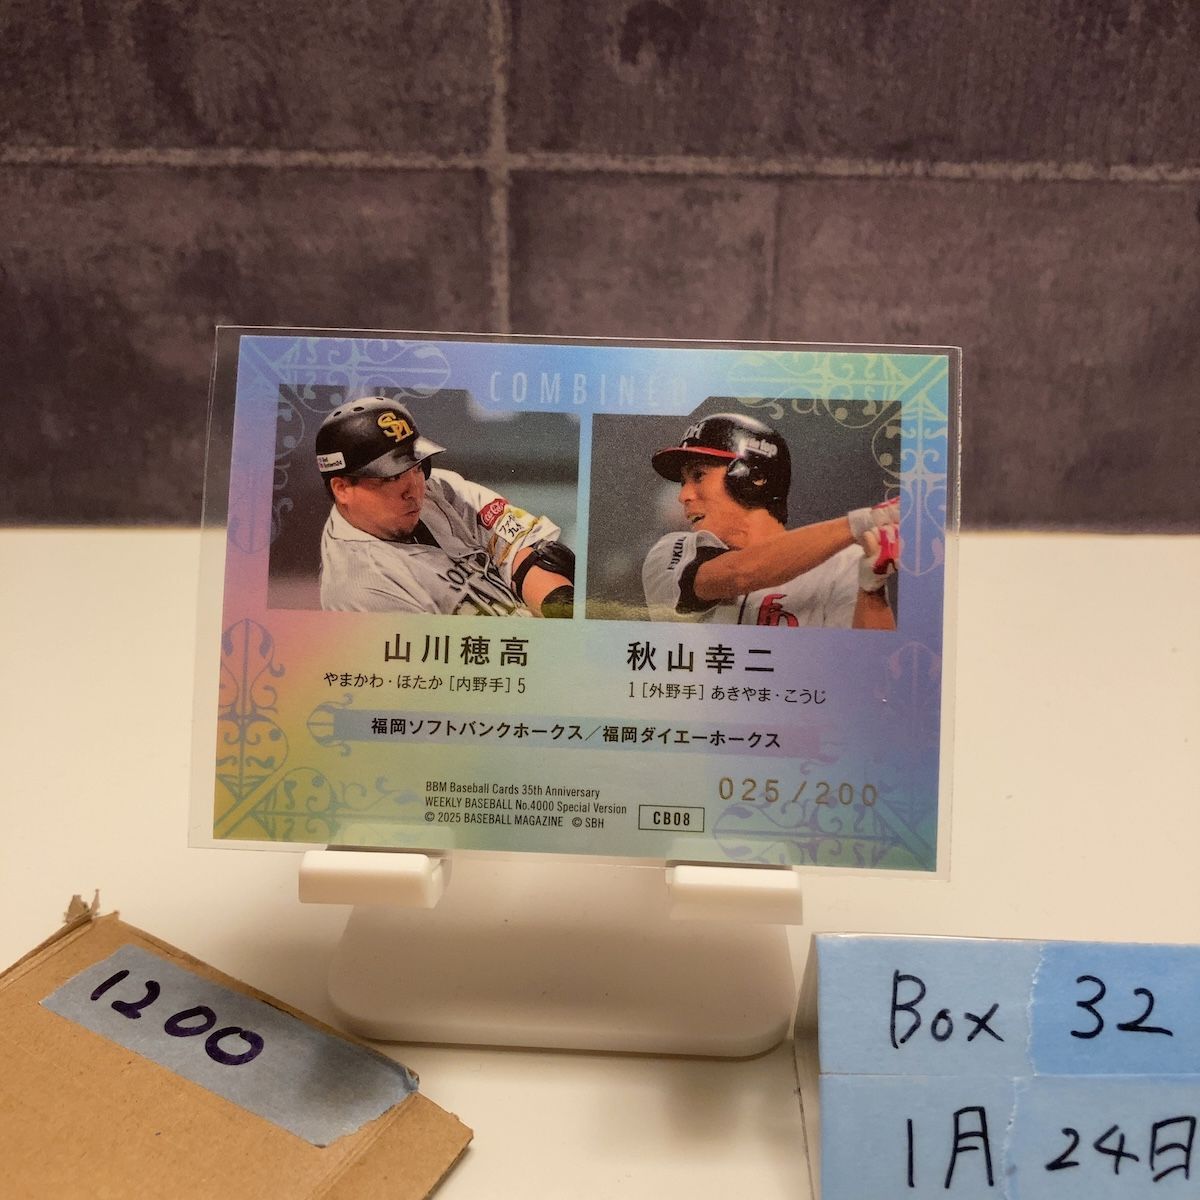 COMBINED
山川穂高
やまかわ・ほたか [内野手] 5
秋山幸二
1 [外野手] あきやま・こうじ
福岡ソフトバンクホークス／福岡ダイエーホークス
BBM Baseball Cards 35th Anniversary
WEEKLY BASEBALL No.4000 Special Version
© 2025 BASEBALL MAGAZINE © SBH
CB08
025/200
1200
Box 32
1月 24日